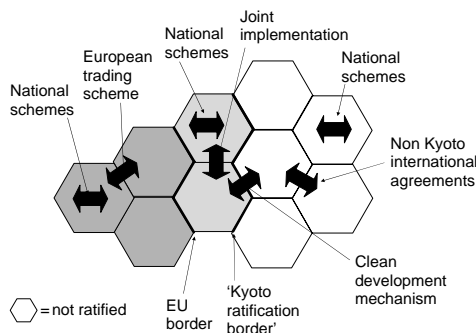 Joint
implementation
European
trading
scheme
National
schemes
National
schemes
National
schemes
Non Kyoto
international
agreements
Clean
development
mechanism
‘Kyoto
ratification
border’
EU
border
= not ratified